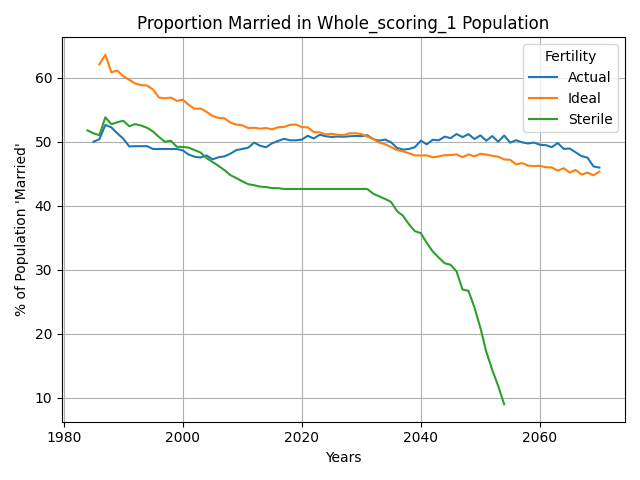 Proportion Married in Whole_scoring_1 Population
Fertility
Actual
Ideal
Sterile
% of Population 'Married'
60
50
40
30
20
10
1980
2000
2020
2040
2060
Years